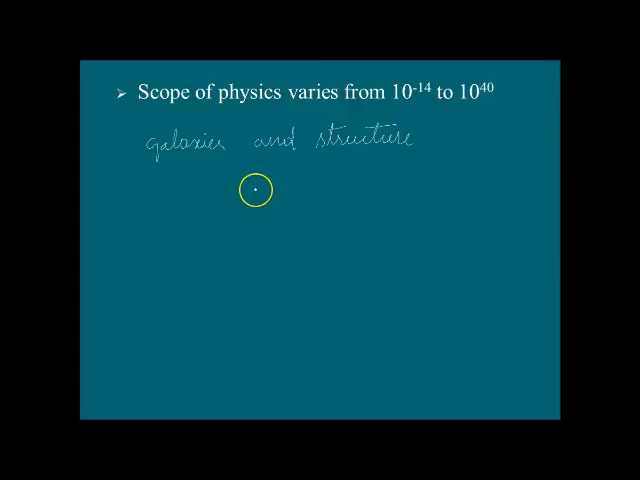 Scope of physics varies from 10⁻¹⁴ to 10⁴⁰
galaxies and structure